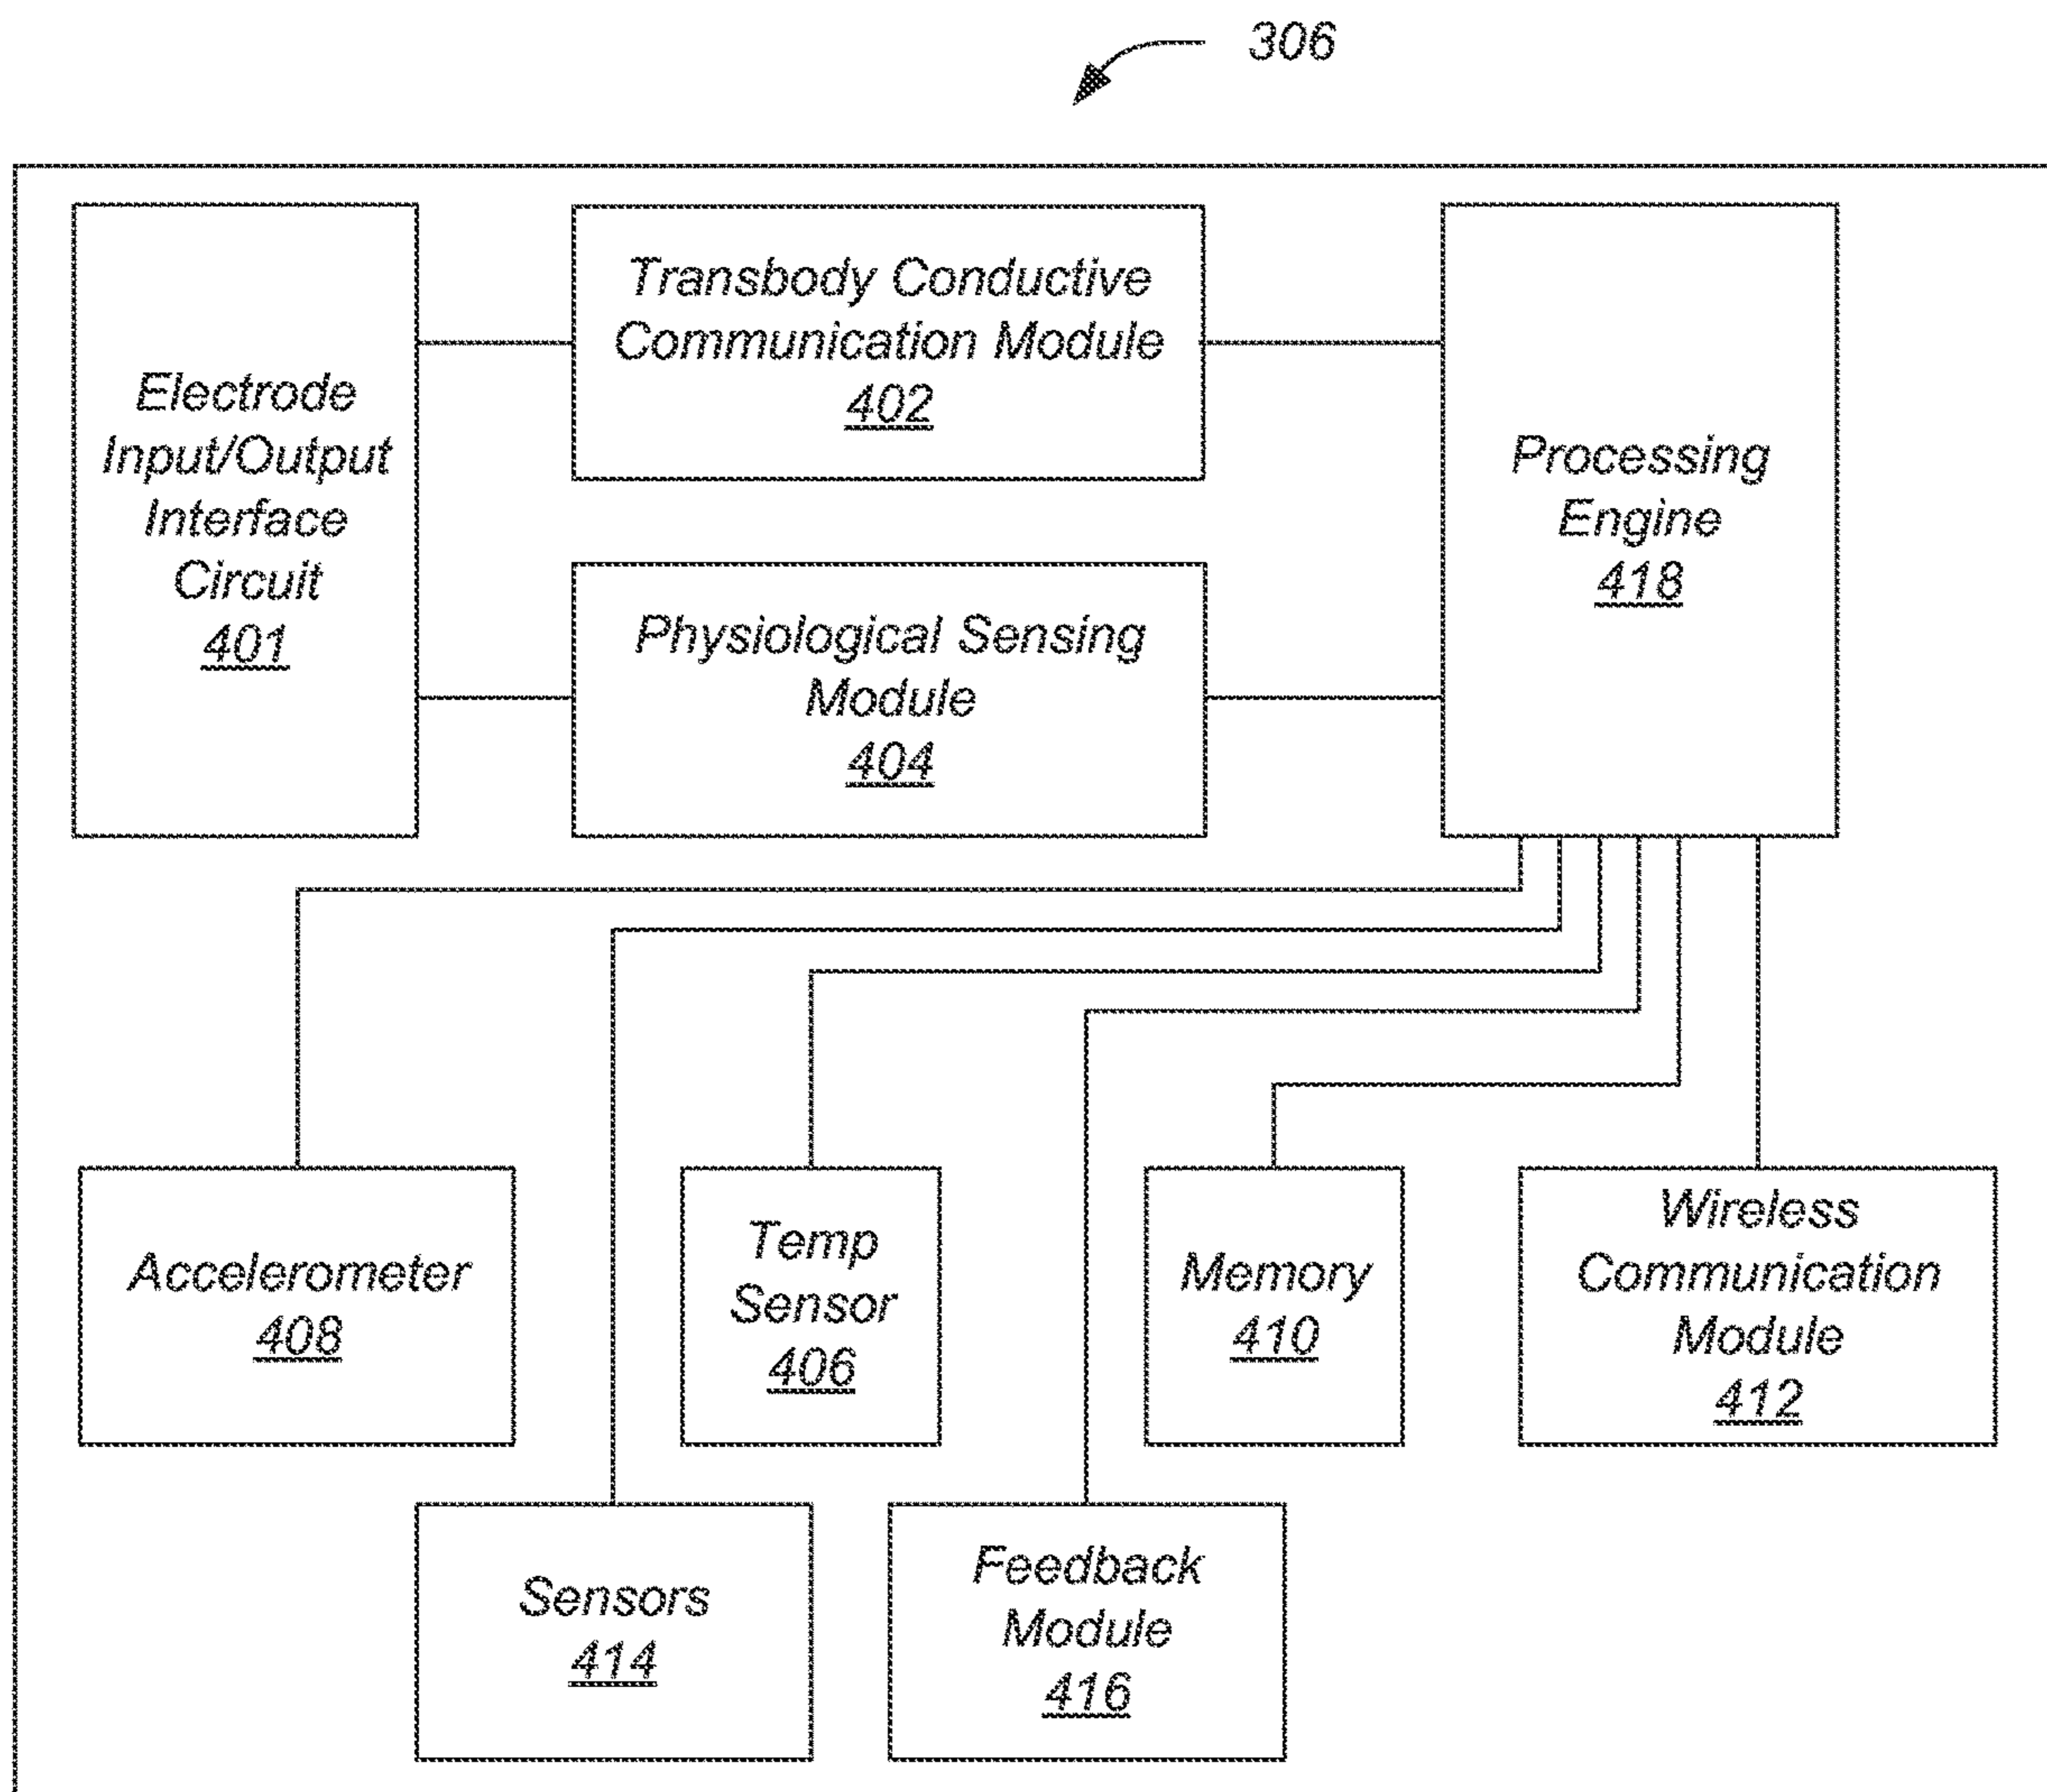 306
Electrode
Input/Output
Interface
Circuit
401
Transbody Conductive
Communication Module
402
Physiological Sensing
Module
404
Processing
Engine
418
Accelerometer
408
Temp
Sensor
406
Memory
410
Wireless
Communication
Module
412
Sensors
414
Feedback
Module
416